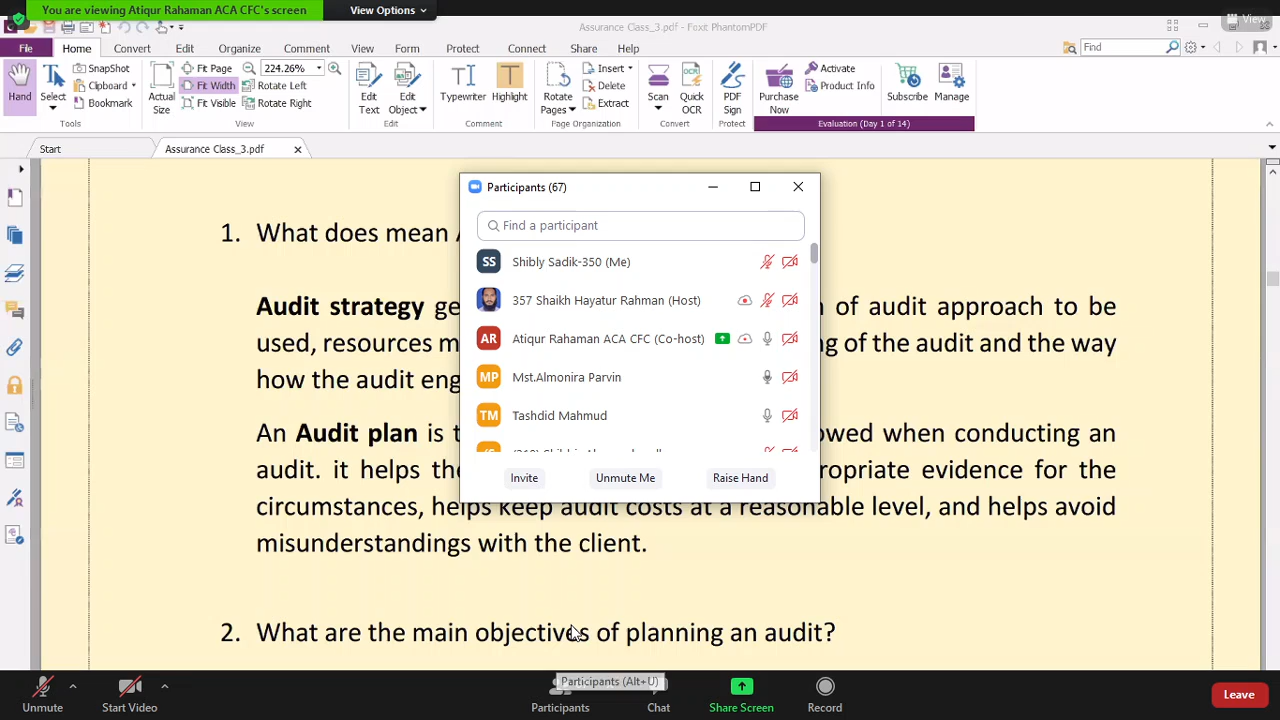 You are viewing Atiqur Rahaman ACA CFC's screen
View Options
View
Assurance Class_3.pdf - Foxit PhantomPDF
File Home Convert Edit Organize Comment View Form Protect Connect Share Help
Find
Hand
Select
SnapShot
Clipboard
Bookmark
Tools
Actual Size
Fit Page
Fit Width
Fit Visible
224.26%
Rotate Left
Rotate Right
View
Edit Text
Edit Object
Edit
Typewriter
Highlight
Comment
Rotate Pages
Insert
Delete
Extract
Page Organization
Scan
Quick OCR
Convert
PDF Sign
Protect
Purchase Now
Activate
Product Info
Subscribe
Manage
Evaluation (Day 1 of 14)
Start
Assurance Class_3.pdf
Participants (67)
Find a participant
SS Shibly Sadik-350 (Me)
357 Shaikh Hayatur Rahman (Host)
AR Atiqur Rahaman ACA CFC (Co-host)
MP Mst.Almonira Parvin
TM Tashdid Mahmud
Invite
Unmute Me
Raise Hand
1. What does mean
Audit strategy ge n of audit approach to be
used, resources m g of the audit and the way
how the audit eng
An Audit plan is t owed when conducting an
audit. it helps the ropriate evidence for the
circumstances, helps keep audit costs at a reasonable level, and helps avoid
misunderstandings with the client.
2. What are the main objectives of planning an audit?
Participants (Alt+U)
Unmute
Start Video
Participants
Chat
Share Screen
Record
Leave